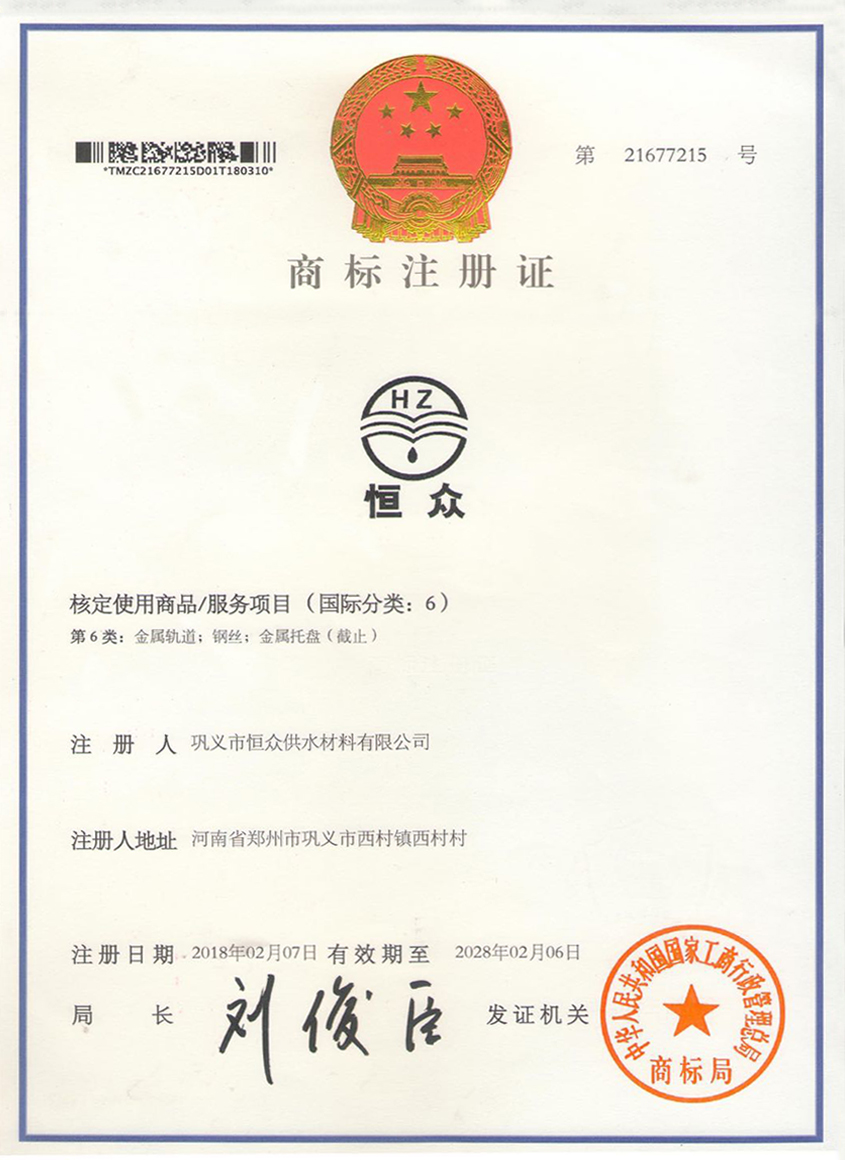 *TMZC21677215D01T180310*
第 21677215 号
商标注册证
HZ
恒众
核定使用商品/服务项目（国际分类：6）
第6类：金属轨道；钢丝；金属托盘（截止）
注册人 巩义市恒众供水材料有限公司
注册人地址 河南省郑州市巩义市西村镇西村村
注册日期 2018年02月07日 有效期至 2028年02月06日
局长 刘俊臣 发证机关
中华人民共和国国家工商行政管理总局
商标局